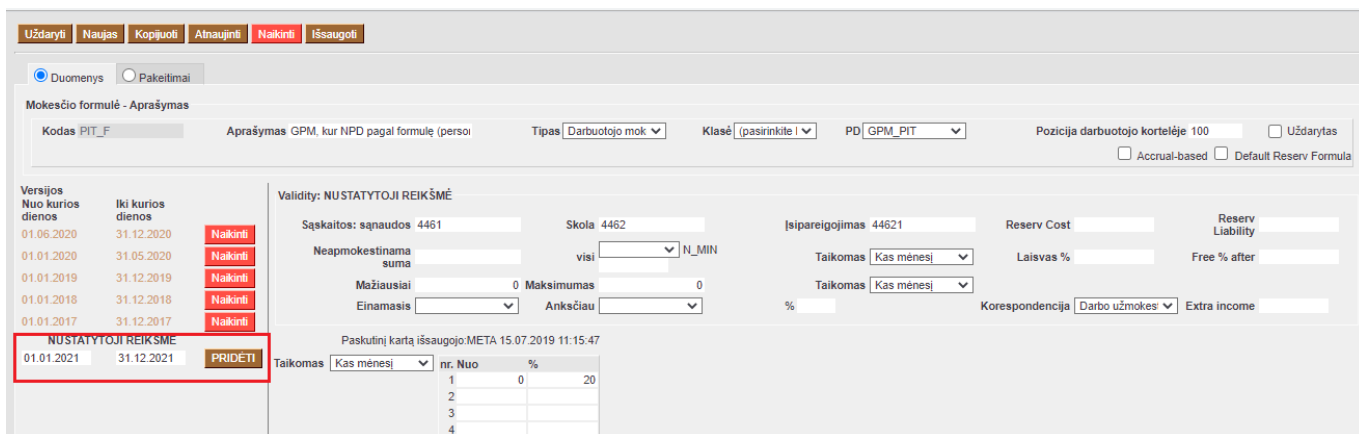 Uždaryti Naujas Kopijuoti Atnaujinti Naikinti Išsaugoti
Duomenys Pakeitimai
Mokesčio formulė - Aprašymas
Kodas PIT_F Aprašymas GPM, kur NPD pagal formulę (person Tipas Darbuotojo mok Klasė (pasirinkite PD GPM_PIT Pozicija darbuotojo kortelėje 100 Uždarytas
Accrual-based Default Reserv Formula
Versijos
Nuo kurios dienos Iki kurios dienos
01.06.2020 31.12.2020 Naikinti
01.01.2020 31.05.2020 Naikinti
01.01.2019 31.12.2019 Naikinti
01.01.2018 31.12.2018 Naikinti
01.01.2017 31.12.2017 Naikinti
NUSTATYTOJI REIKŠMĖ
01.01.2021 31.12.2021 PRIDĖTI
Validity: NUSTATYTOJI REIKŠMĖ
Sąskaitos: sąnaudos 4461 Skola 4462 Įsipareigojimas 44621 Reserv Cost Reserv Liability
Neapmokestinama suma visi N_MIN Taikomas Kas mėnesį Laisvas % Free % after
Mažiausiai 0 Maksimumas 0 Taikomas Kas mėnesį
Einamasis Anksčiau % Korespondencija Darbo užmokest Extra income
Paskutinį kartą išsaugojo:META 15.07.2019 11:15:47
Taikomas Kas mėnesį nr. Nuo %
1 0 20
2
3
4